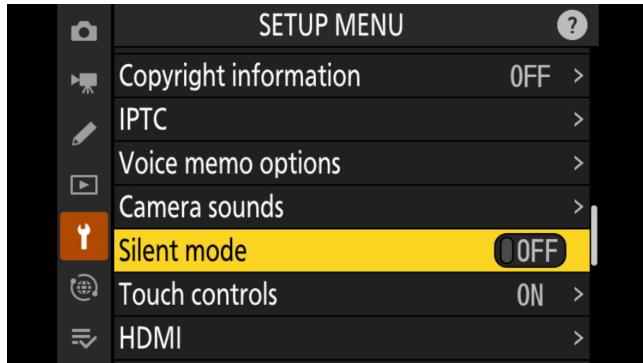 SETUP MENU ?
Copyright information OFF >
IPTC >
Voice memo options >
Camera sounds >
Silent mode OFF
Touch controls ON >
HDMI >